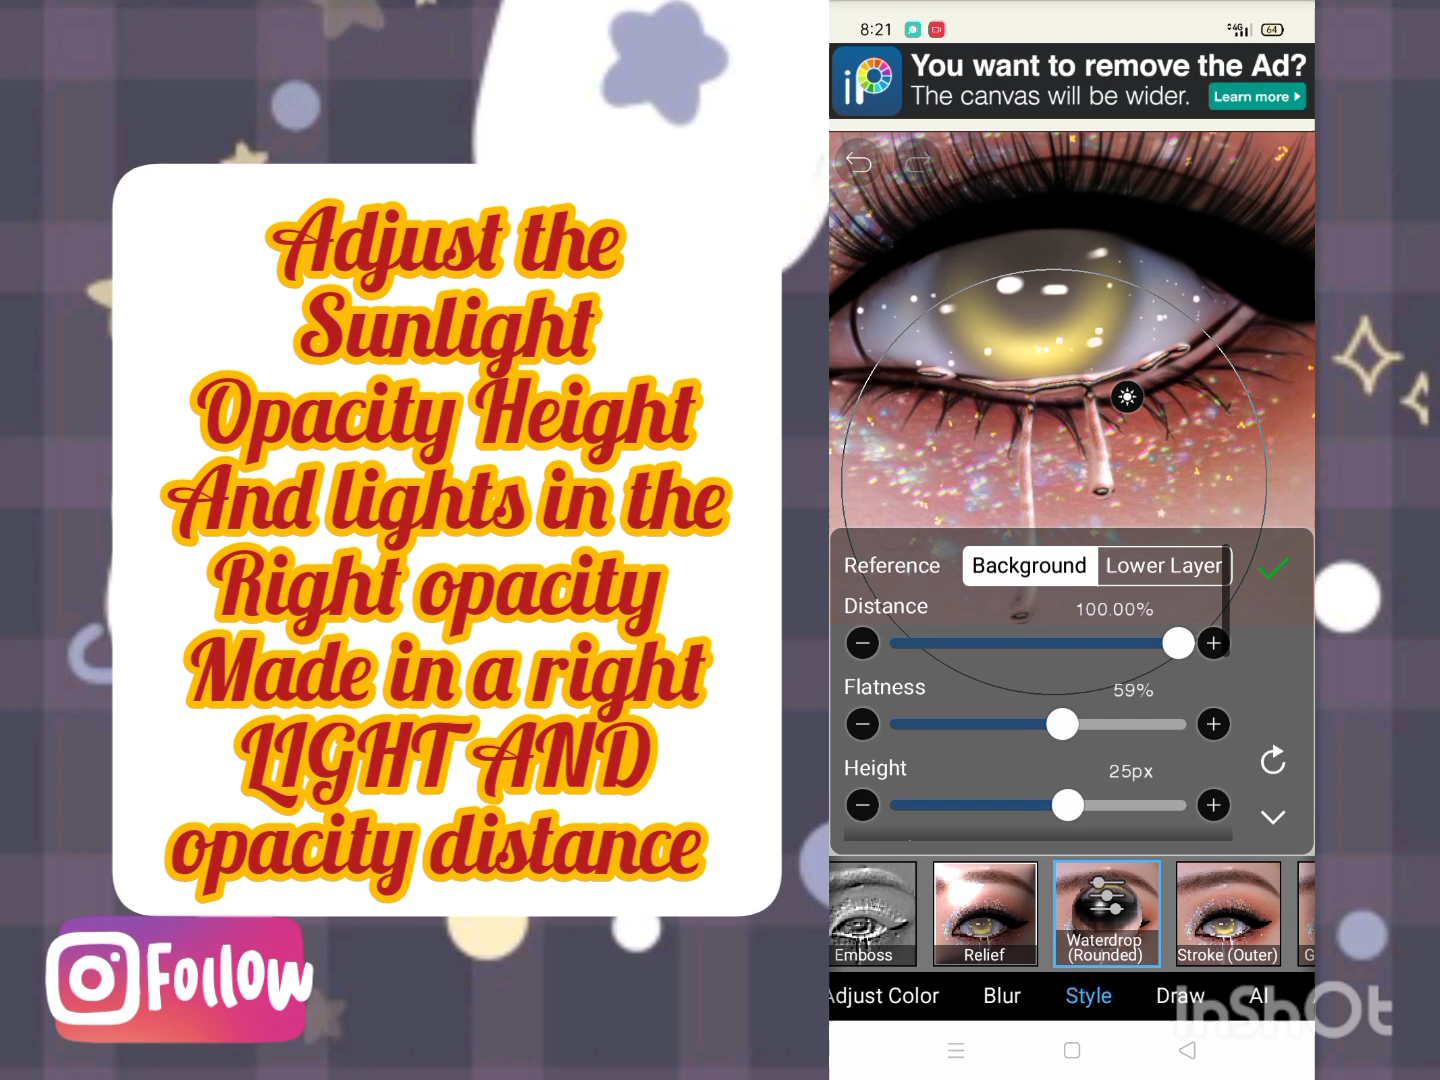 Adjust the
Sunlight
Opacity Height
And lights in the
Right opacity
Made in a right
LIGHT AND
opacity distance
Follow
8:21
4G
64
iP
You want to remove the Ad?
The canvas will be wider.
Learn more
Reference
Background
Lower Layer
Distance
100.00%
Flatness
59%
Height
25px
Emboss
Relief
Waterdrop
(Rounded)
Stroke (Outer)
G
Adjust Color
Blur
Style
Draw
AI
InShOt